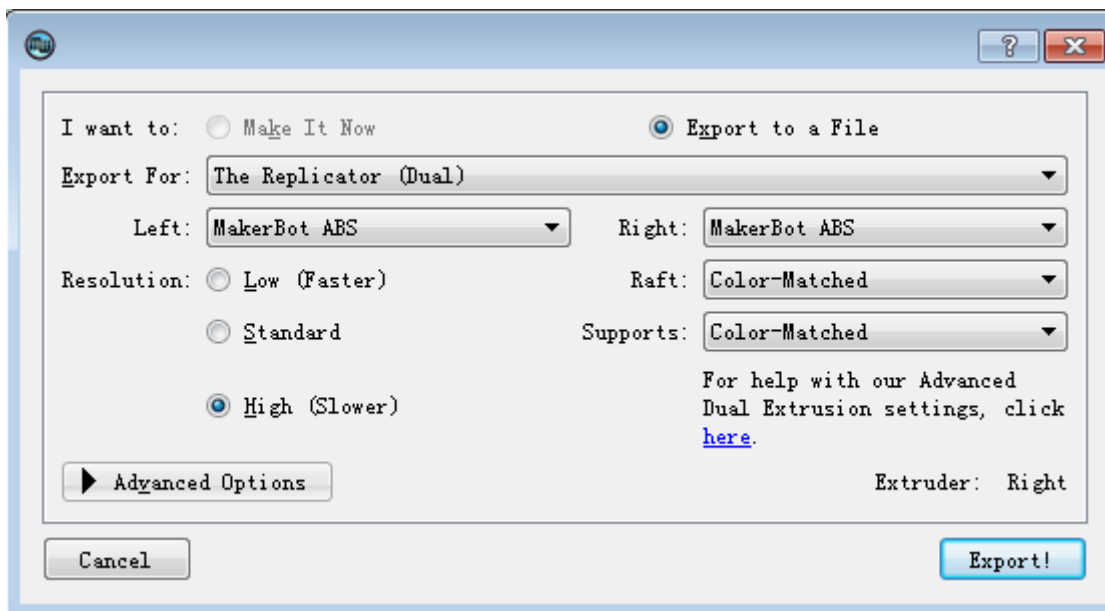 I want to: Make It Now Export to a File
Export For: The Replicator (Dual)
Left: MakerBot ABS Right: MakerBot ABS
Resolution: Low (Faster) Raft: Color-Matched
Standard Supports: Color-Matched
High (Slower)
For help with our Advanced
Dual Extrusion settings, click
here.
Advanced Options Extruder: Right
Cancel Export!